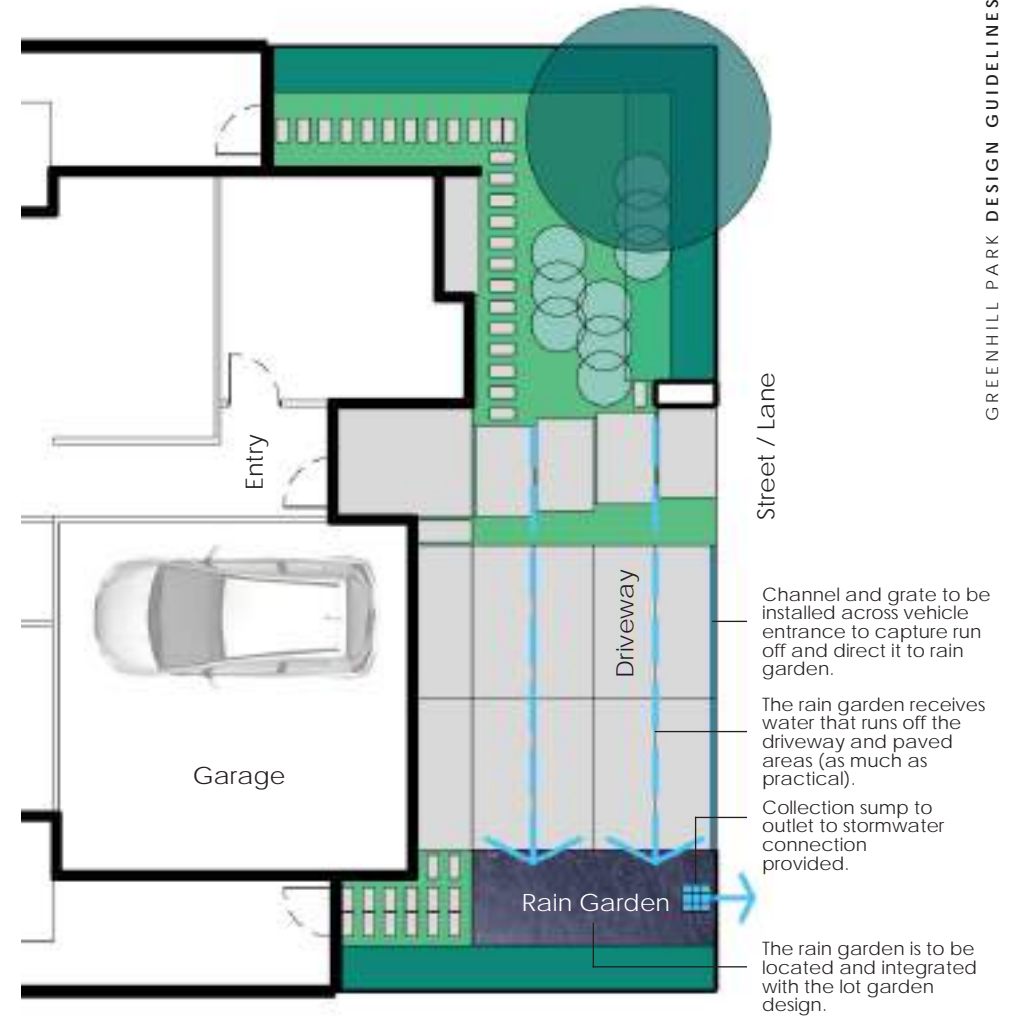 GREENHILL PARK DESIGN GUIDELINES
Entry
Street / Lane
Driveway
Garage
Channel and grate to be
installed across vehicle
entrance to capture run
off and direct it to rain
garden.
The rain garden receives
water that runs off the
driveway and paved
areas (as much as
practical).
Collection sump to
outlet to stormwater
connection
provided.
Rain Garden
The rain garden is to be
located and integrated
with the lot garden
design.